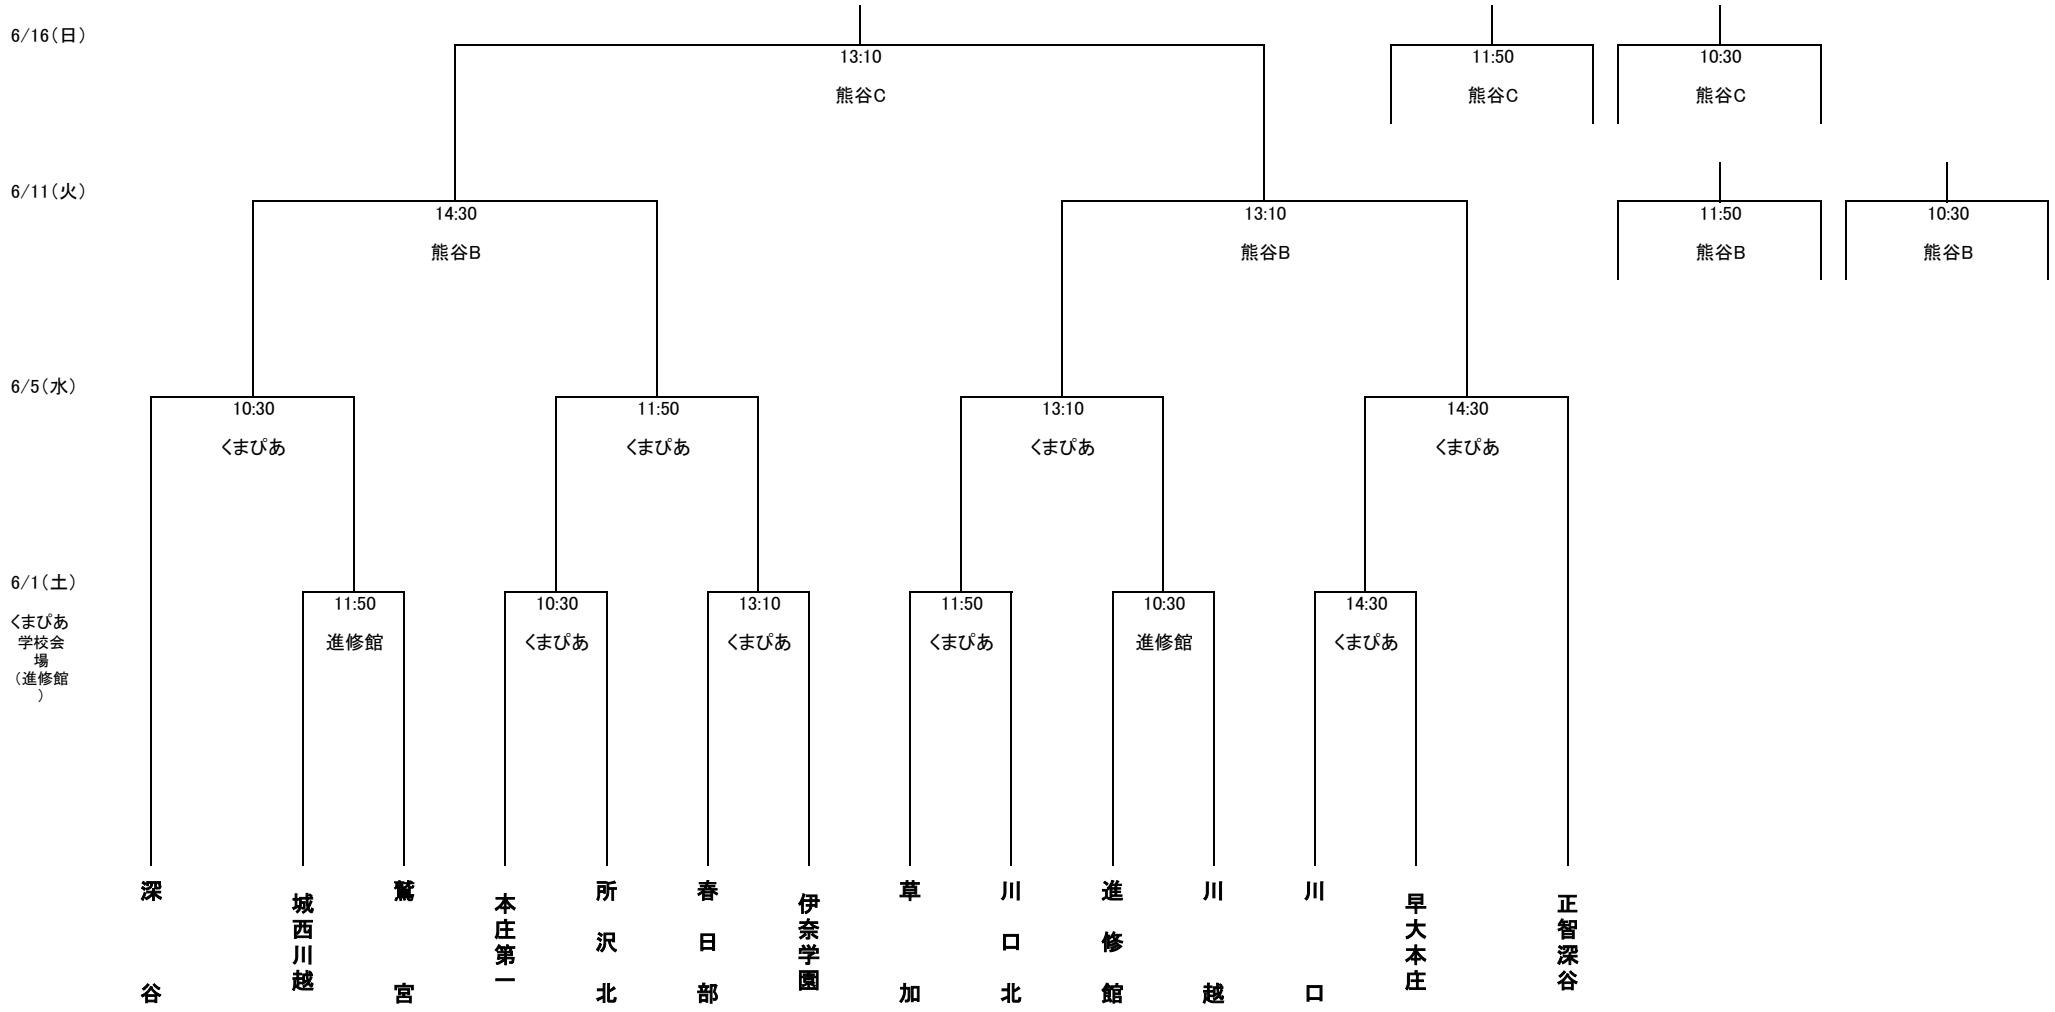 6/16(日)
13:10
11:50
10:30
熊谷C
熊谷C
熊谷C
6/11(火)
14:30
13:10
11:50
10:30
熊谷B
熊谷B
熊谷B
熊谷B
6/5(水)
10:30
11:50
13:10
14:30
くまぴあ
くまぴあ
くまぴあ
くまぴあ
6/1(土)
11:50
10:30
13:10
11:50
10:30
14:30
くまぴあ
学校会
場
(進修館
)
進修館
くまぴあ
くまぴあ
くまぴあ
進修館
くまぴあ
深谷
城西川越
鷲宮
本庄第一
所沢北
春日部
伊奈学園
草加
川口北
進修館
川越
川口
早大本庄
正智深谷